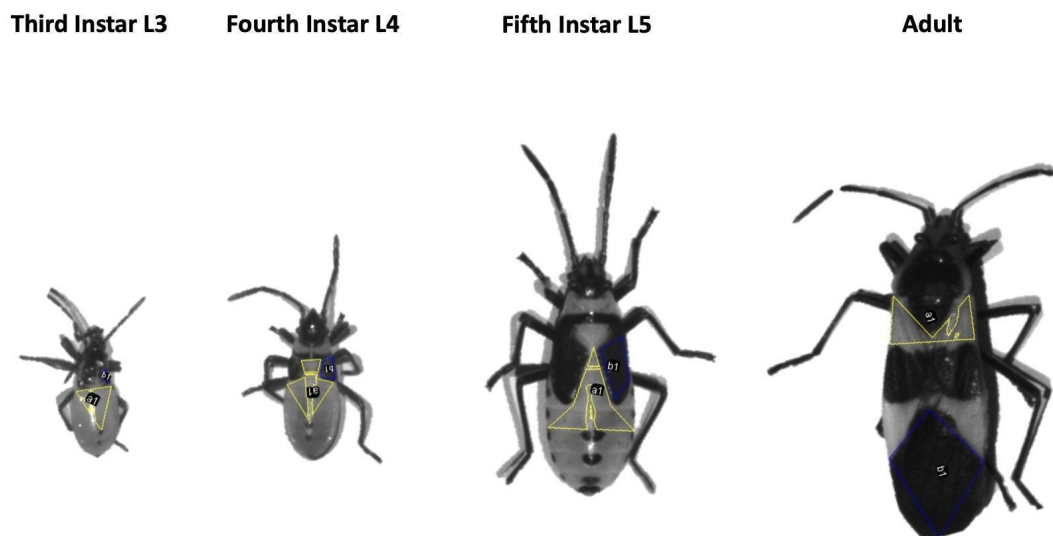 Third Instar L3
Fourth Instar L4
Fifth Instar L5
Adult
b1
a1
b1
a1
b1
a1
a1
b1